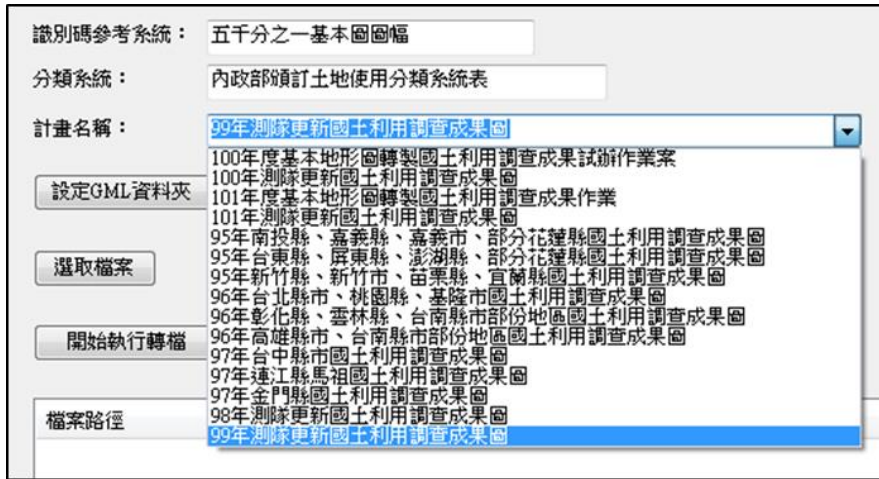 識別碼參考系統：
五千分之一基本圖圖幅
分類系統：
內政部頒訂土地使用分類系統表
計畫名稱：
99年測隊更新國土利用調查成果圖
100年度基本地形圖轉製國土利用調查成果試辦作業案
100年測隊更新國土利用調查成果圖
101年度基本地形圖轉製國土利用調查成果作業
101年測隊更新國土利用調查成果圖
95年南投縣、嘉義縣、嘉義市、部分花蓮縣國土利用調查成果圖
95年台東縣、屏東縣、澎湖縣、部分花蓮縣國土利用調查成果圖
95年新竹縣、新竹市、苗栗縣、宜蘭縣國土利用調查成果圖
96年台北縣市、桃園縣、基隆市國土利用調查成果圖
96年彰化縣、雲林縣、台南縣市部份地區國土利用調查成果圖
96年高雄縣市、台南縣市部份地區國土利用調查成果圖
97年台中縣市國土利用調查成果圖
97年連江縣馬祖國土利用調查成果圖
97年金門縣國土利用調查成果圖
98年測隊更新國土利用調查成果圖
99年測隊更新國土利用調查成果圖
設定GML資料夾
選取檔案
開始執行轉檔
檔案路徑